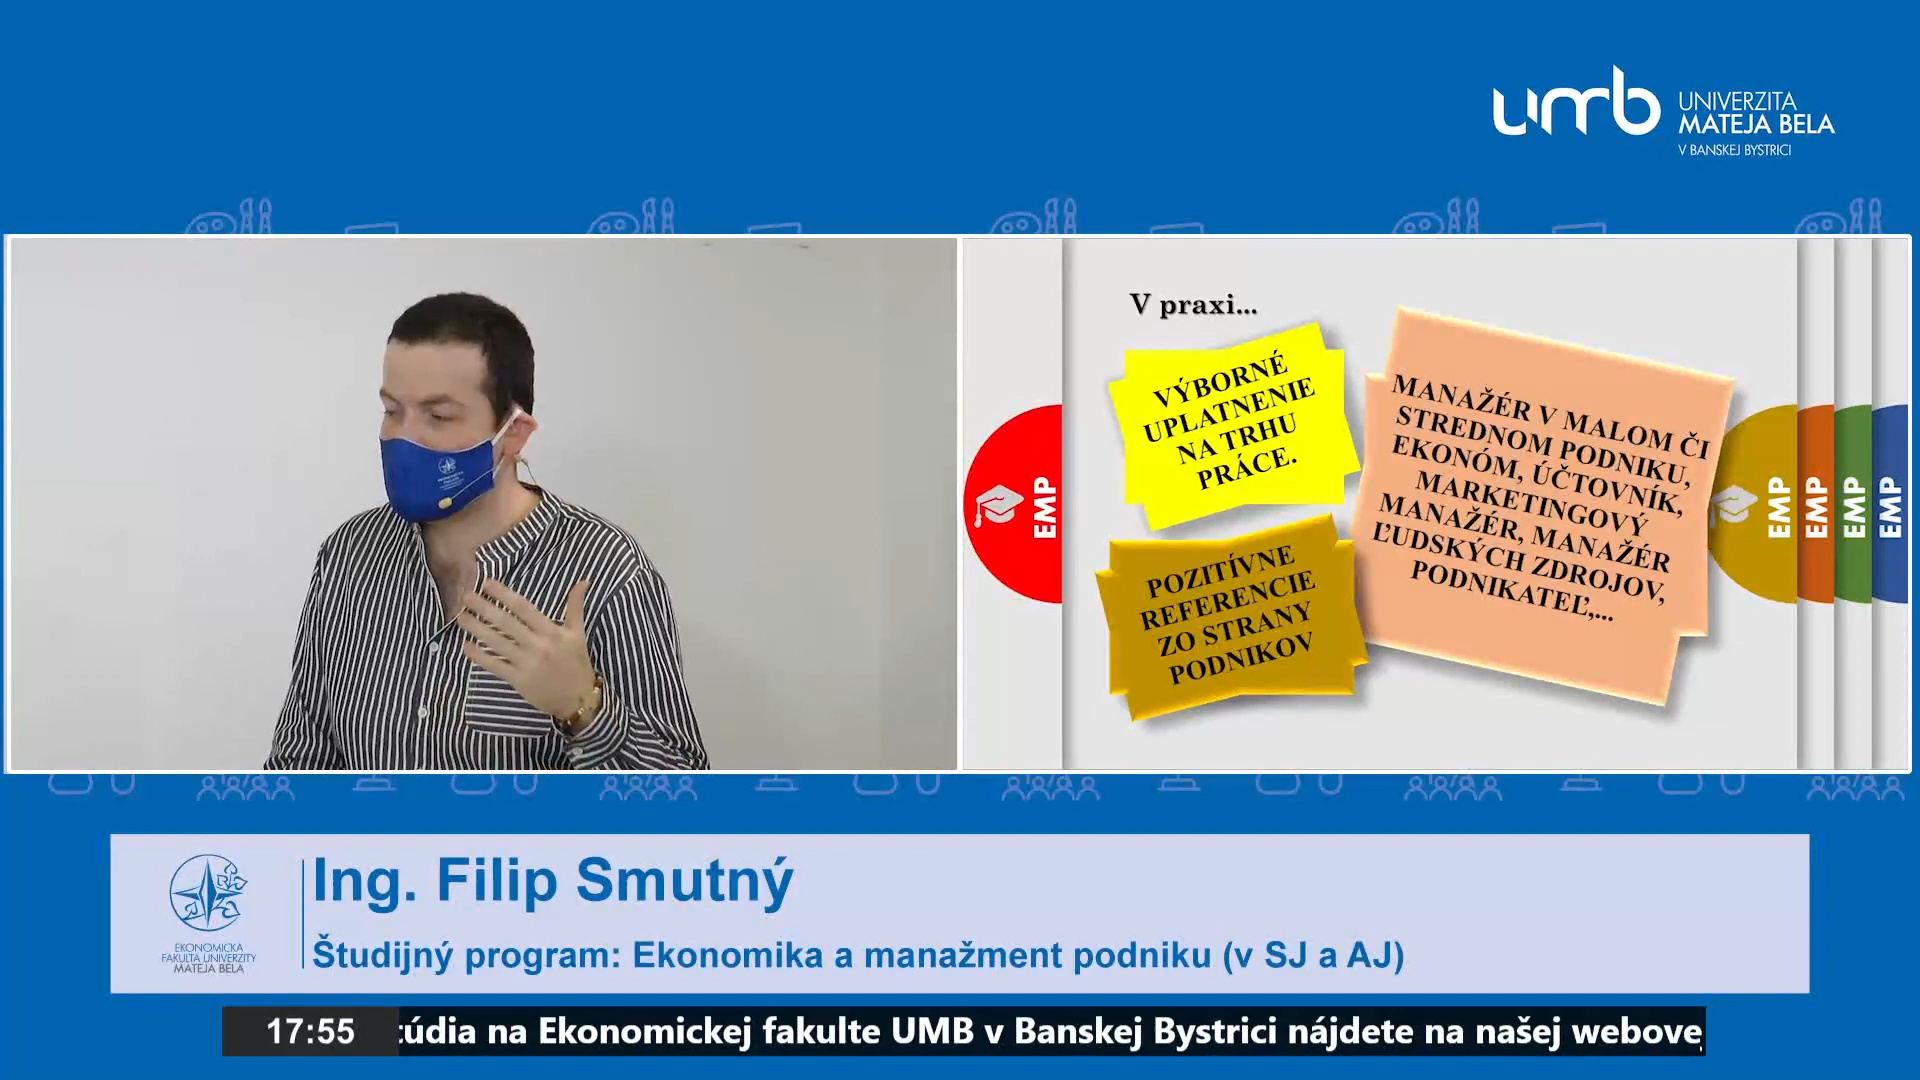 umb
UNIVERZITA
MATEJA BELA
V BANSKEJ BYSTRICI
V praxi...
VÝBORNÉ
UPLATNENIE
NA TRHU
PRÁCE.
POZITÍVNE
REFERENCIE
ZO STRANY
PODNIKOV
MANAŽÉR V MALOM ČI
STREDNOM PODNIKU,
EKONÓM, ÚČTOVNÍK,
MARKETINGOVÝ
MANAŽÉR, MANAŽÉR
ĽUDSKÝCH ZDROJOV,
PODNIKATEĽ,...
EMP
EMP
EMP
EMP
EMP
Ing. Filip Smutný
Študijný program: Ekonomika a manažment podniku (v SJ a AJ)
EKONOMICKÁ
FAKULTA UNIVERZITY
MATEJA BELA
17:55
túdia na Ekonomickej fakulte UMB v Banskej Bystrici nájdete na našej webove